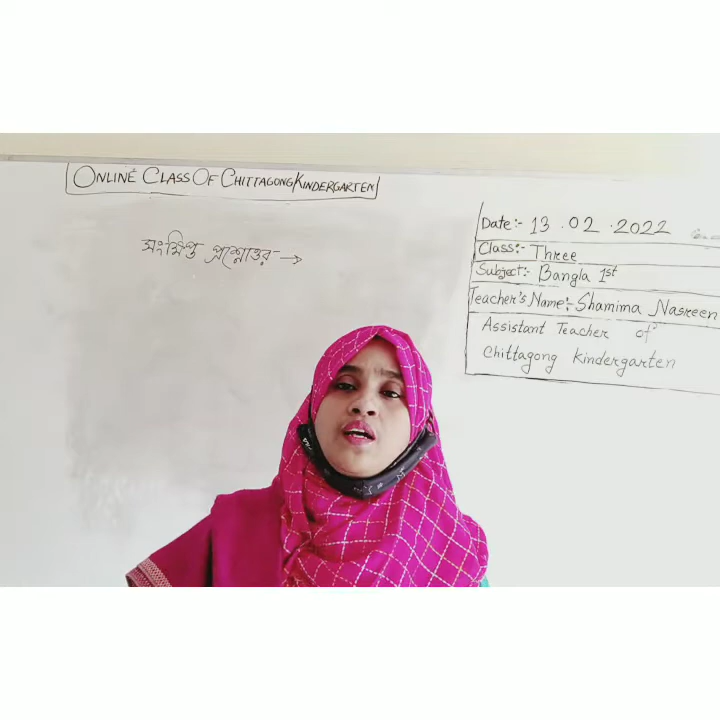 ONLINE CLASS OF CHITTAGONG KINDERGARTEN
সংক্ষিপ্ত প্রশ্নোত্তর →
Date:- 13.02.2022
Class:- Three
Subject:- Bangla 1st
Teacher's Name:- Shamima Nasreen
Assistant Teacher of
Chittagong kindergarten